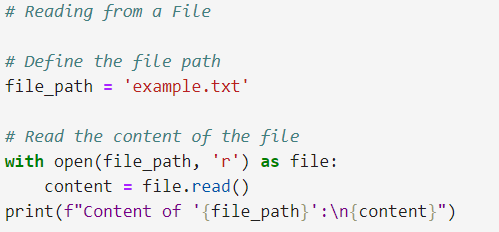 # Reading from a File
# Define the file path
file_path = 'example.txt'
# Read the content of the file
with open(file_path, 'r') as file:
    content = file.read()
print(f"Content of '{file_path}':\n{content}")